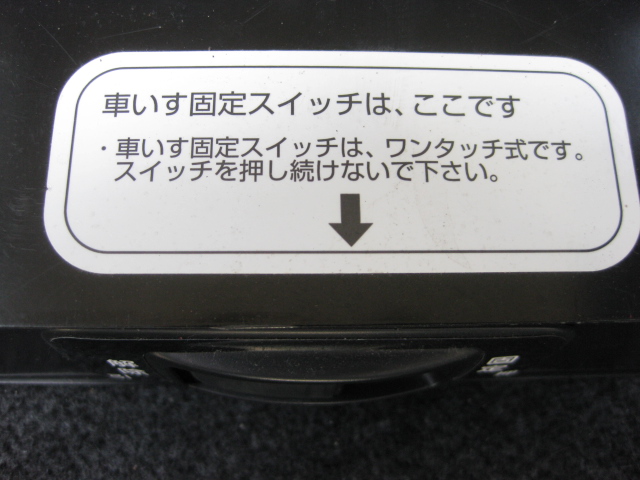 車いす固定スイッチは、ここです
・車いす固定スイッチは、ワンタッチ式です。
スイッチを押し続けないで下さい。